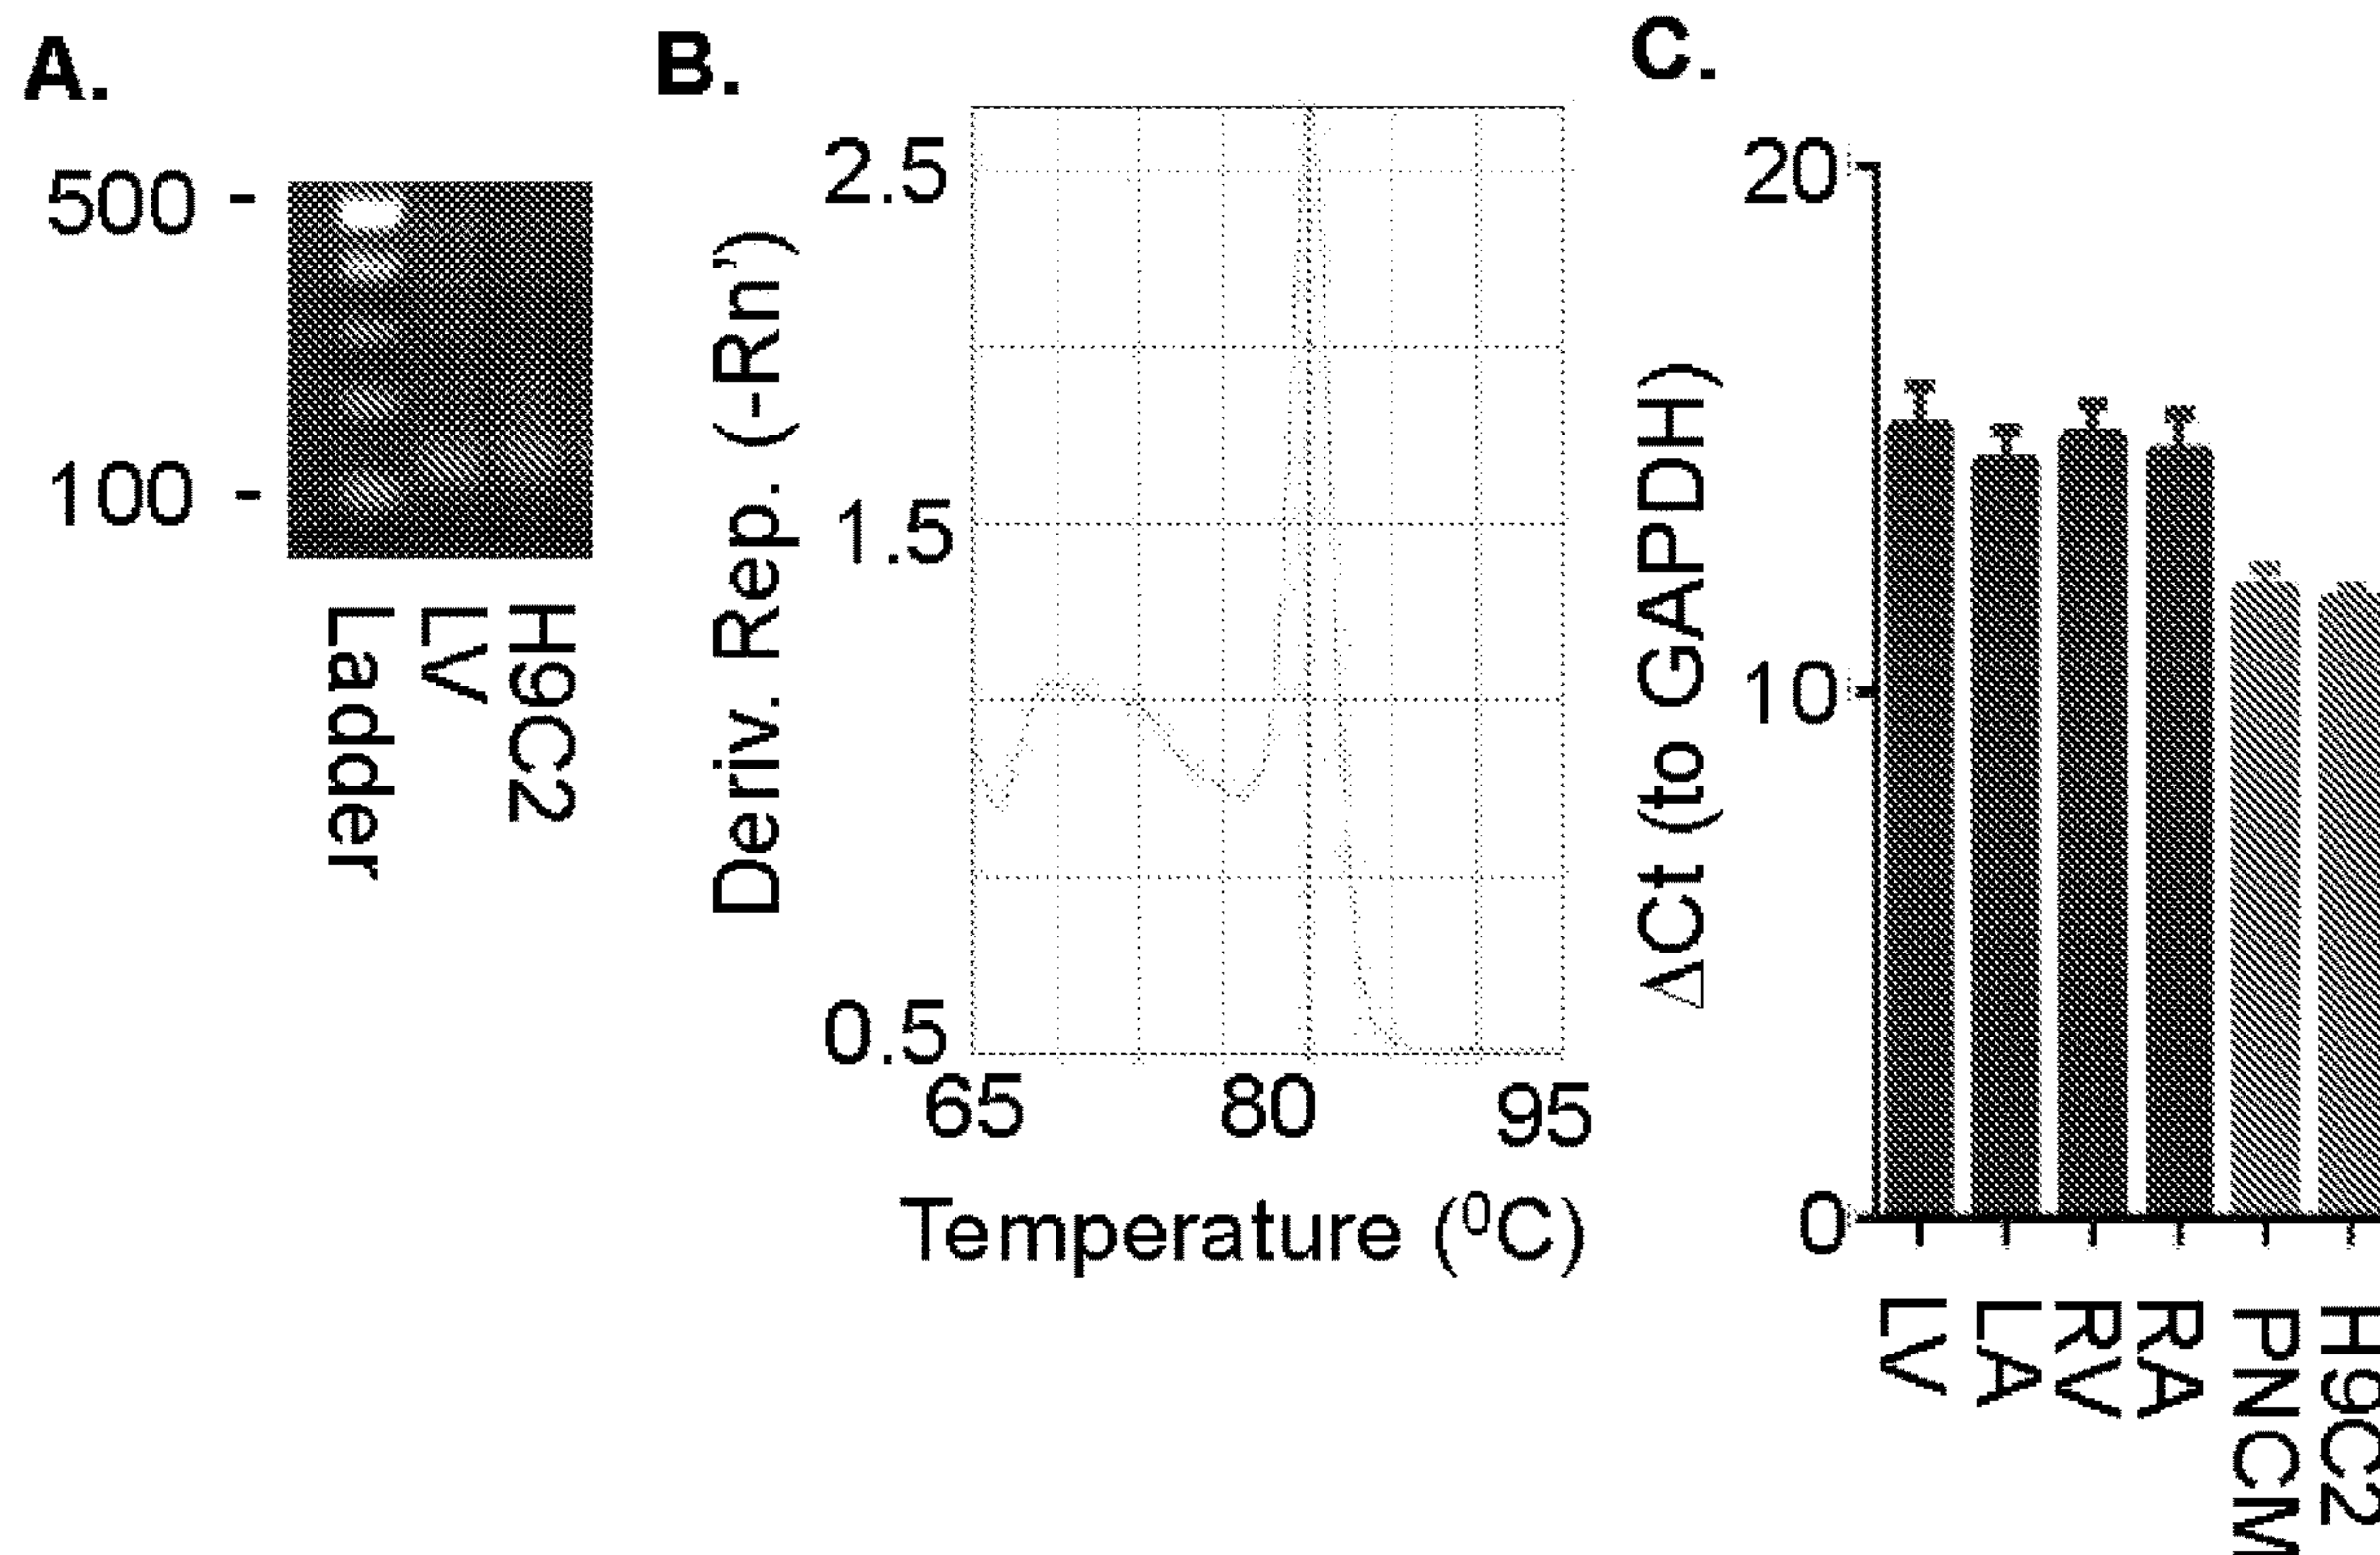 A.
500 -
100 -
Ladder
LV
H9C2
B.
Deriv. Rep. (-Rn')
2.5
1.5
0.5
65 80 95
Temperature (⁰C)
C.
ΔCt (to GAPDH)
20
10
0
LV
LA
RV
RA
PNCM
H9C2